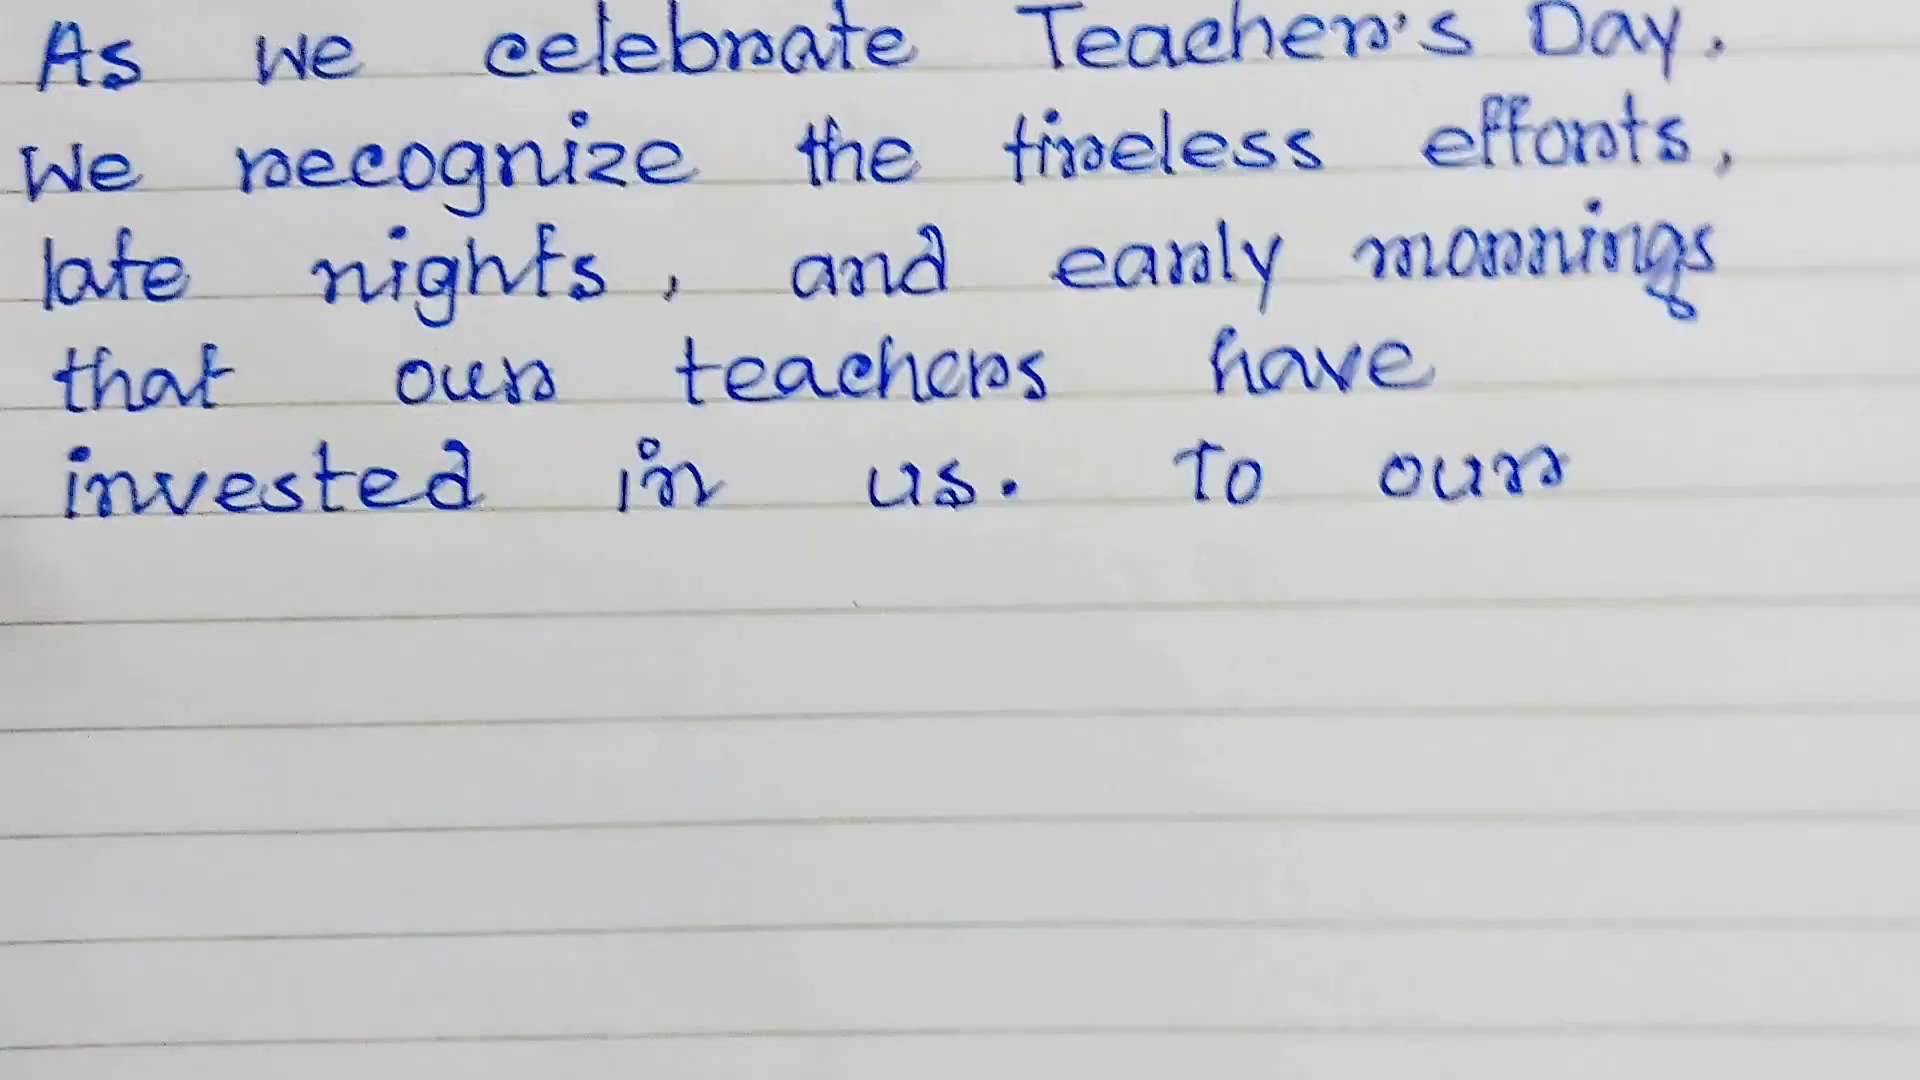 As we celebrate Teacher's Day.
We recognize the tireless efforts,
late nights, and early mornings
that our teachers have
invested in us. To our